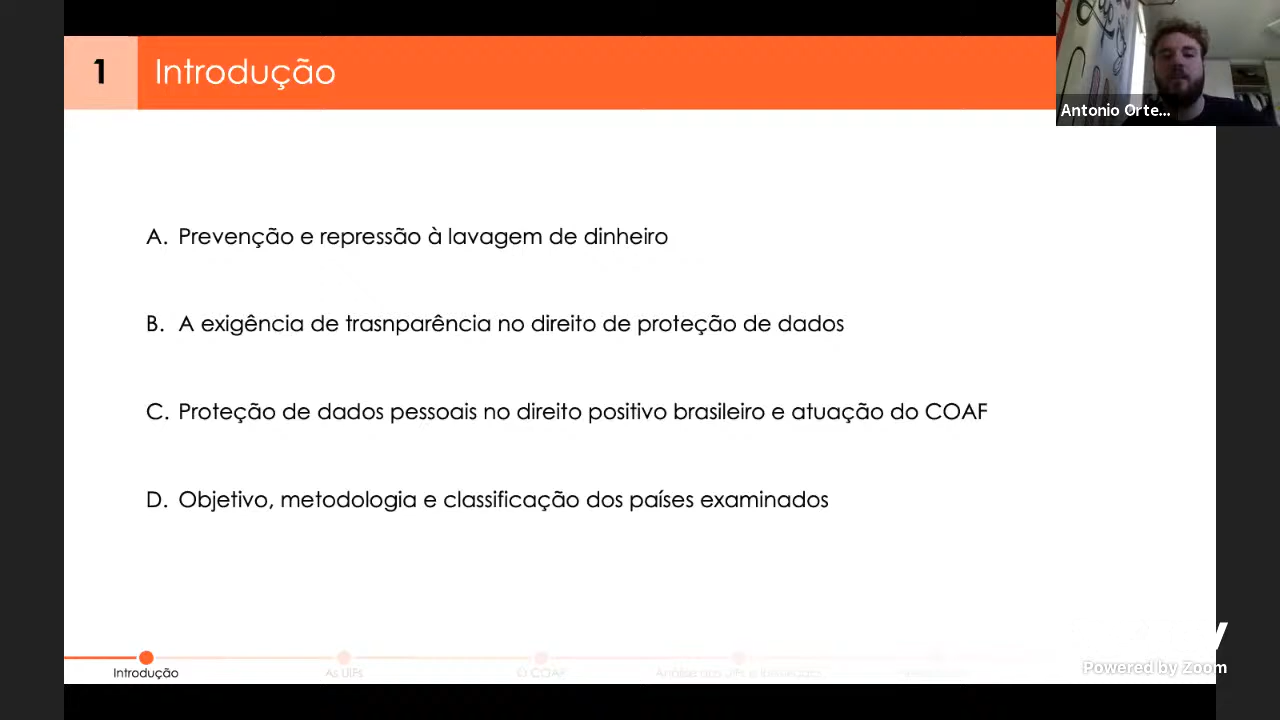 1 Introdução
Antonio Orte...
A. Prevenção e repressão à lavagem de dinheiro
B. A exigência de trasnparência no direito de proteção de dados
C. Proteção de dados pessoais no direito positivo brasileiro e atuação do COAF
D. Objetivo, metodologia e classificação dos países examinados
Introdução As UIFs O COAF
Powered by Zoom